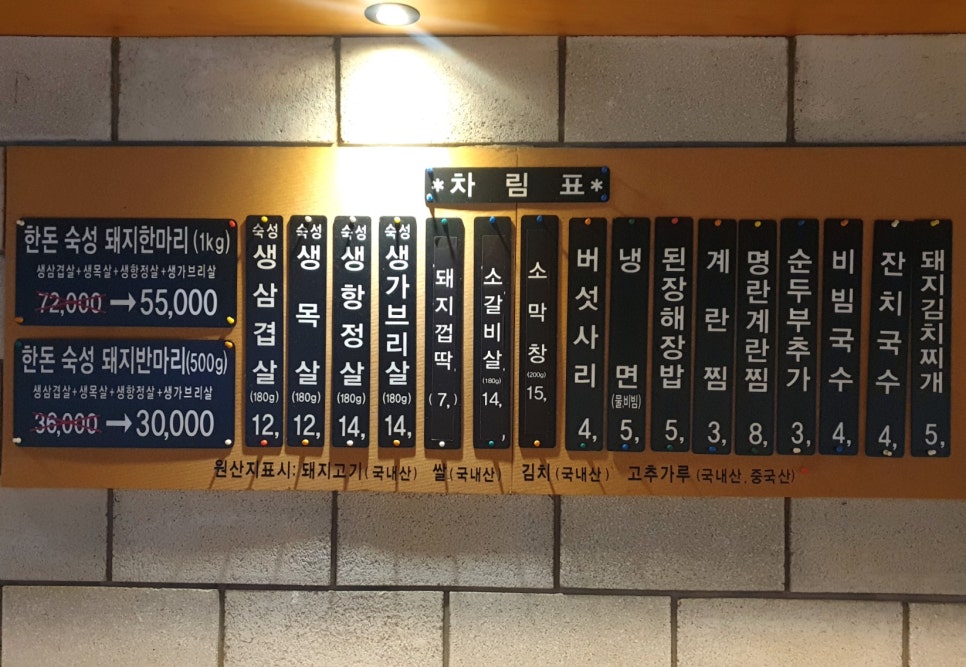 *차 림 표*
한돈 숙성 돼지한마리 (1kg)
생삼겹살+생목살+생항정살+생가브리살
72,000 → 55,000
한돈 숙성 돼지반마리(500g)
생삼겹살+생목살+생항정살+생가브리살
36,000 → 30,000
숙성 생삼겹살 (180g) 12,
숙성 생목살 (180g) 12,
숙성 생항정살 (180g) 14,
숙성 생가브리살 (180g) 14,
돼지껍딱 (7,)
소갈비살 (180g) 14,
소막창 (200g) 15,
버섯사리 4,
냉면 (물비빔) 5,
된장해장밥 5,
계란찜 3,
명란계란찜 8,
순두부추가 3,
비빔국수 4,
잔치국수 4,
돼지김치찌개 5,
원산지표시: 돼지고기(국내산) 쌀(국내산) 김치(국내산) 고추가루(국내산, 중국산)